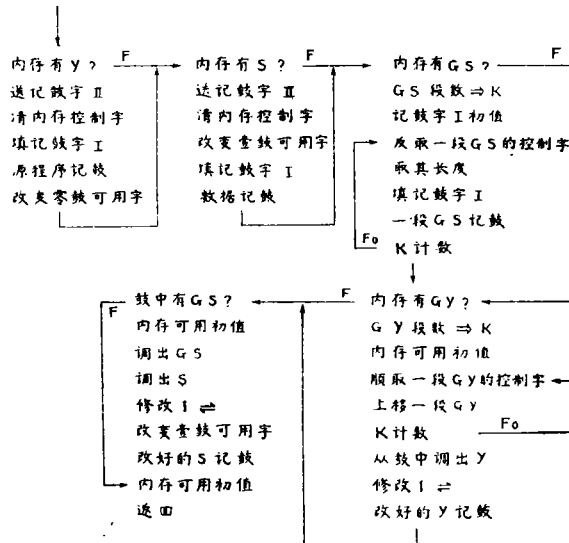 内存有Y? F
送记鼓字Ⅱ
清内存控制字
填记鼓字Ⅰ
源程序记鼓
改变零鼓可用字
内存有S? F
送记鼓字Ⅲ
清内存控制字
改变壹鼓可用字
填记鼓字Ⅰ
数据记鼓
内存有GS? F
GS段数⇒K
记鼓字Ⅰ初值
反取一段GS的控制字
取其长度
填记鼓字Ⅰ
一段GS记鼓
Fo K计数
鼓中有GS? F
F
内存可用初值
调出GS
调出S
修改1⇌
改变壹鼓可用字
改好的S记鼓
内存可用初值
返回
内存有GY?
GY段数⇒K
内存可用初值
顺取一段GY的控制字
上移一段GY
K计数 Fo
从鼓中调出Y
修改1⇌
改好的Y记鼓